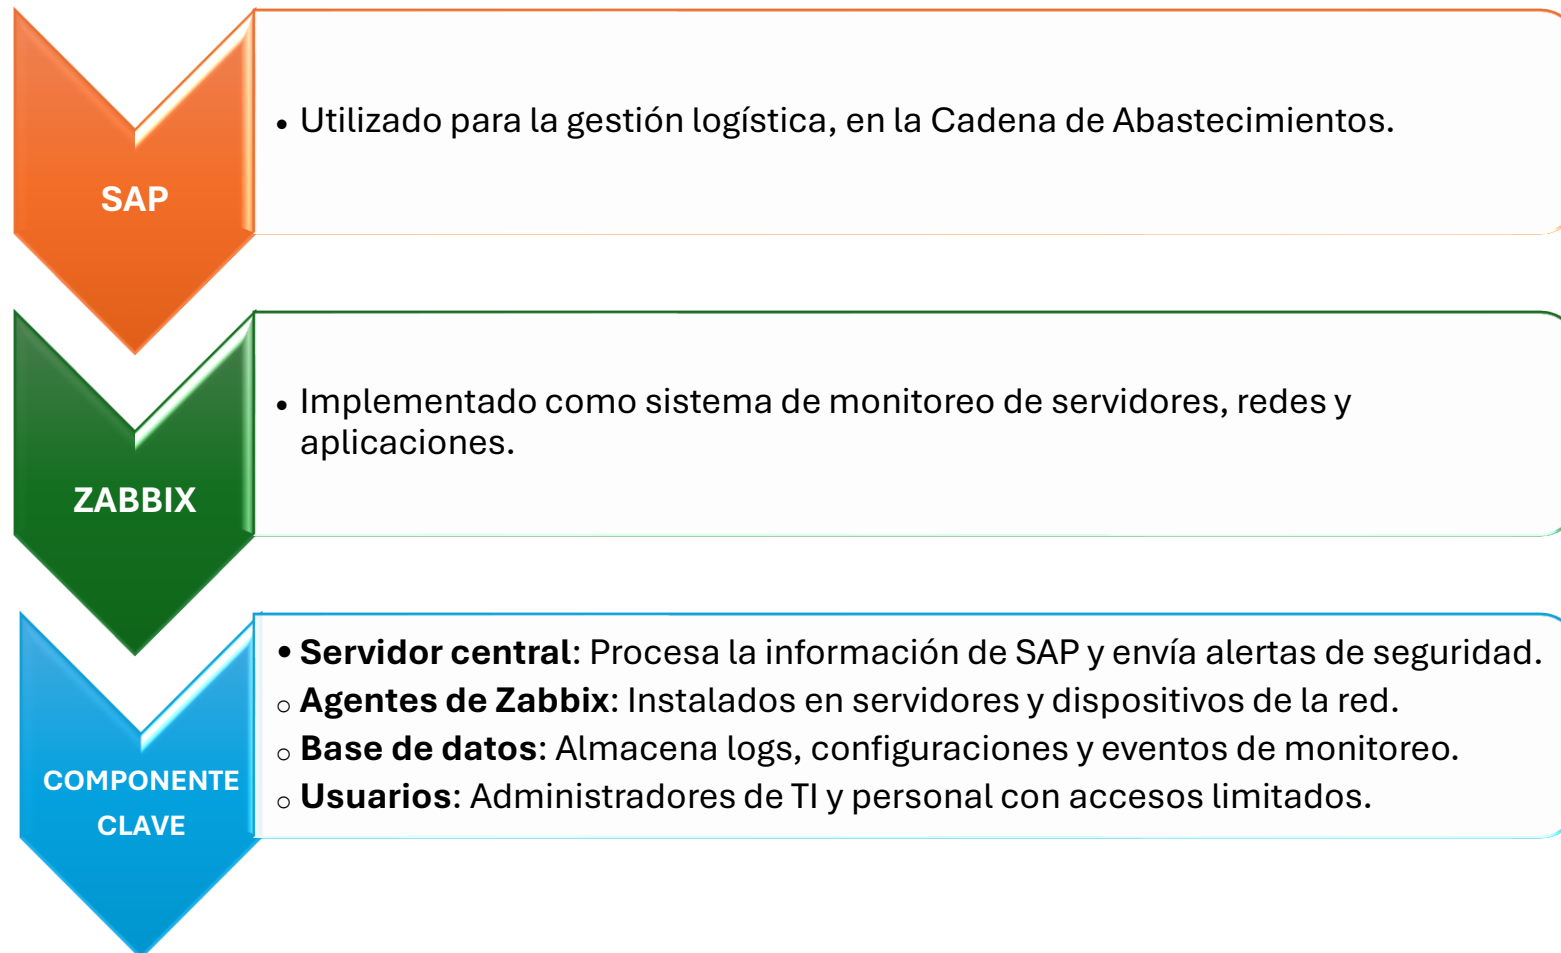 SAP
• Utilizado para la gestión logística, en la Cadena de Abastecimientos.
ZABBIX
• Implementado como sistema de monitoreo de servidores, redes y
aplicaciones.
COMPONENTE
CLAVE
• Servidor central: Procesa la información de SAP y envía alertas de seguridad.
○ Agentes de Zabbix: Instalados en servidores y dispositivos de la red.
○ Base de datos: Almacena logs, configuraciones y eventos de monitoreo.
○ Usuarios: Administradores de TI y personal con accesos limitados.